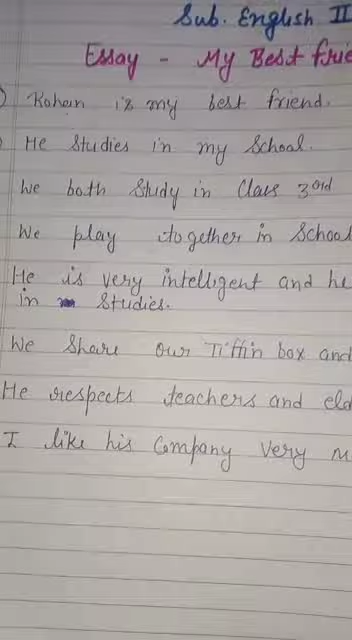 Sub. English II
Essay - My Best frie
Rohan is my best friend.
He Studies in my School.
We both Study in Class 3rd
We play together in School
He is very intelligent and he
in Studies.
We Share our Tiffin box and
He respects teachers and eld
I like his Company very m